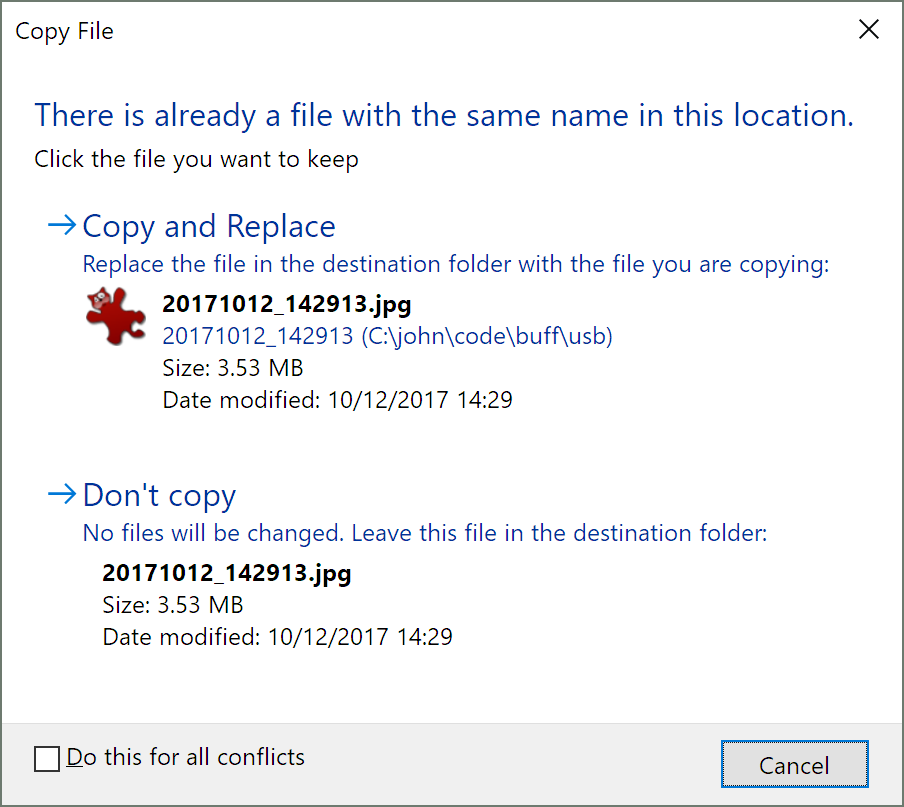 Copy File
There is already a file with the same name in this location.
Click the file you want to keep
Copy and Replace
Replace the file in the destination folder with the file you are copying:
20171012_142913.jpg
20171012_142913 (C:\john\code\buff\usb)
Size: 3.53 MB
Date modified: 10/12/2017 14:29
Don't copy
No files will be changed. Leave this file in the destination folder:
20171012_142913.jpg
Size: 3.53 MB
Date modified: 10/12/2017 14:29
Do this for all conflicts
Cancel